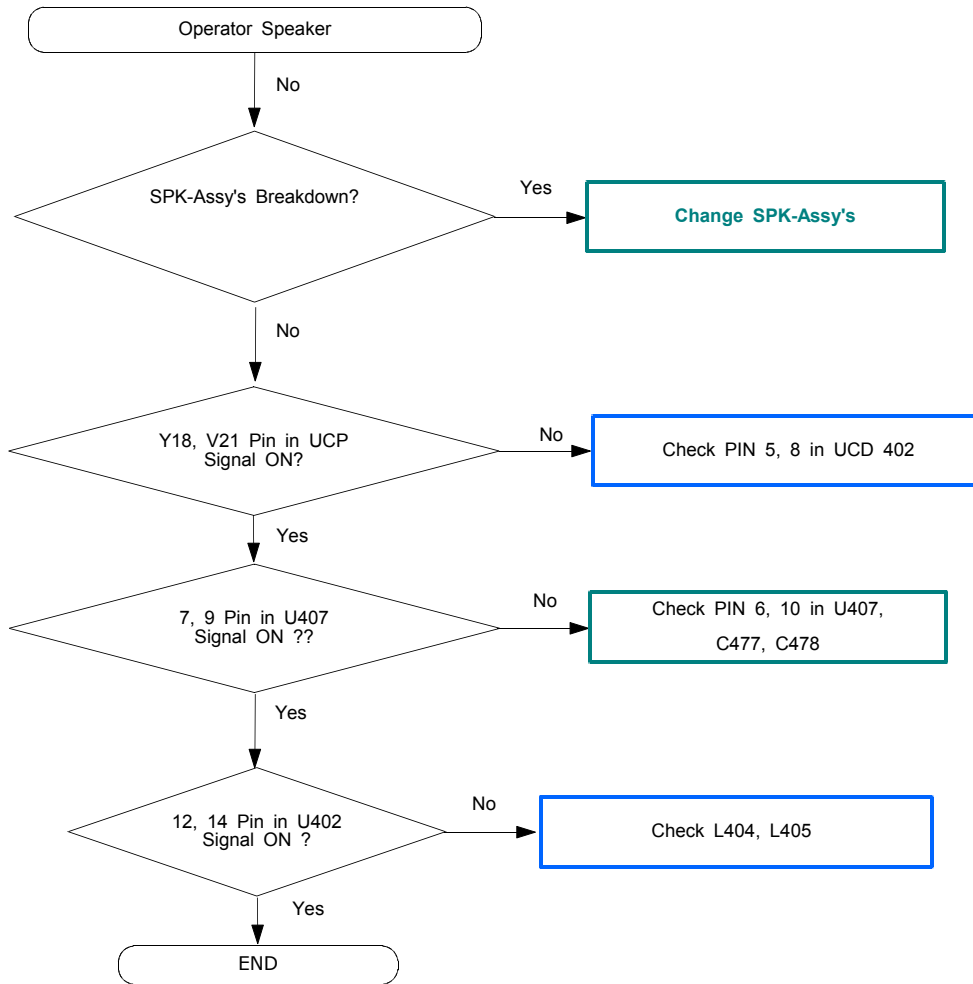 Operator Speaker
No
SPK-Assy's Breakdown?
Yes
Change SPK-Assy's
No
Y18, V21 Pin in UCP
Signal ON?
No
Check PIN 5, 8 in UCD 402
Yes
7, 9 Pin in U407
Signal ON ??
No
Check PIN 6, 10 in U407,
C477, C478
Yes
12, 14 Pin in U402
Signal ON ?
No
Check L404, L405
Yes
END